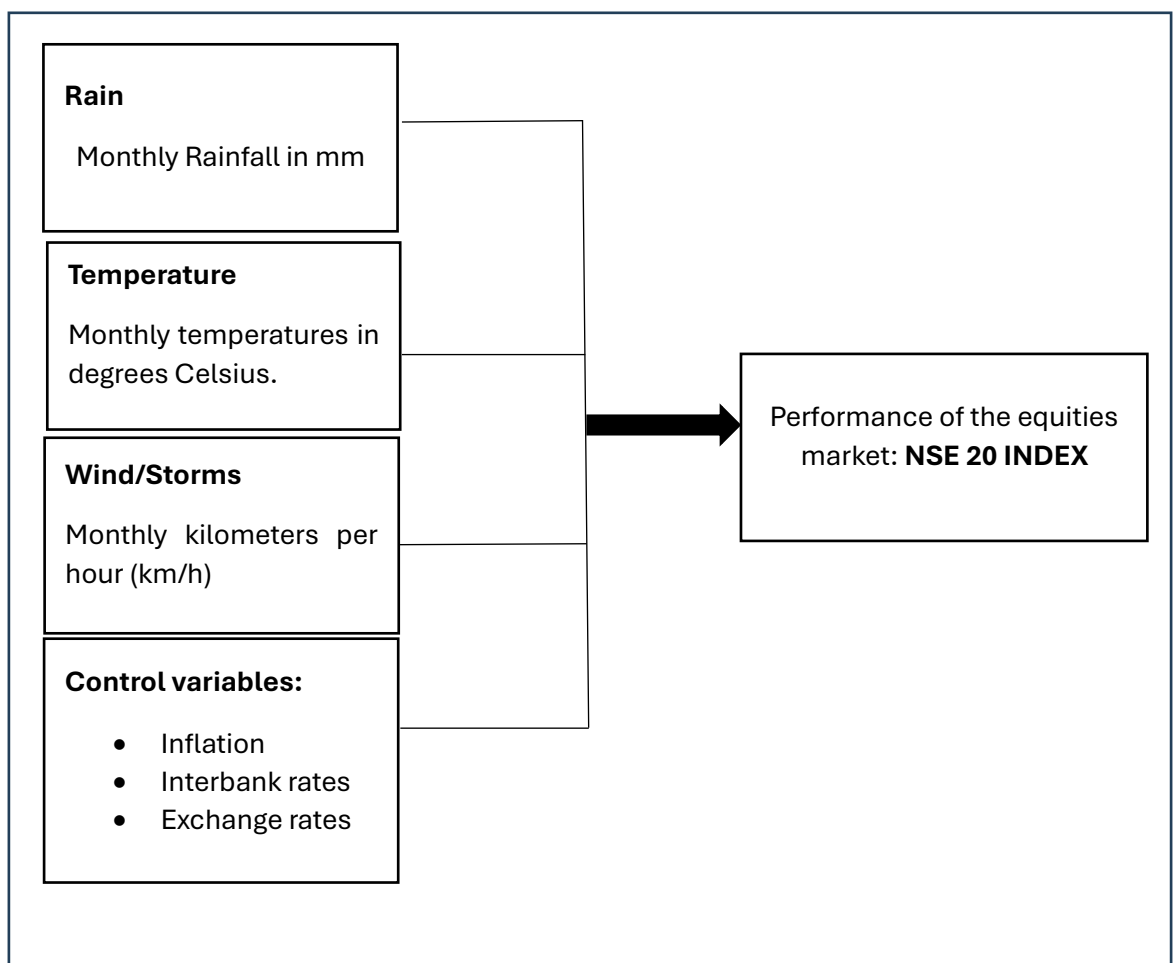 Rain
Monthly Rainfall in mm
Temperature
Monthly temperatures in
degrees Celsius.
Wind/Storms
Monthly kilometers per
hour (km/h)
Control variables:
• Inflation
• Interbank rates
• Exchange rates
Performance of the equities
market: NSE 20 INDEX